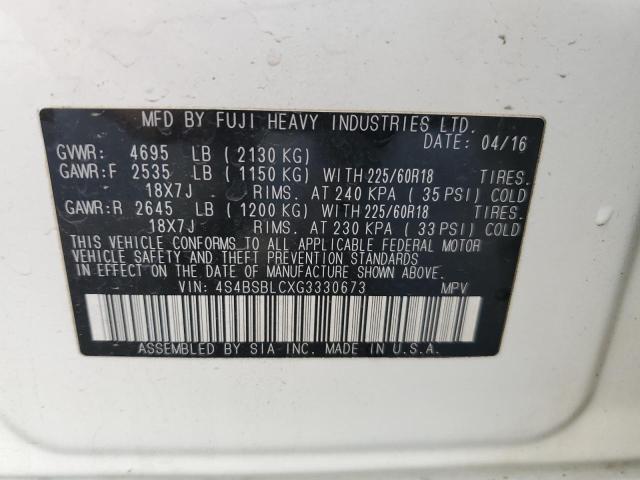 MFD BY FUJI HEAVY INDUSTRIES LTD.
DATE: 04/16
GVWR: 4695 LB (2130 KG)
GAWR:F 2535 LB (1150 KG) WITH 225/60R18 TIRES.
18X7J RIMS. AT 240 KPA (35 PSI) COLD
GAWR:R 2645 LB (1200 KG) WITH 225/60R18 TIRES.
18X7J RIMS. AT 230 KPA (33 PSI) COLD
THIS VEHICLE CONFORMS TO ALL APPLICABLE FEDERAL MOTOR
VEHICLE SAFETY AND THEFT PREVENTION STANDARDS
IN EFFECT ON THE DATE OF MANUFACTURE SHOWN ABOVE.
VIN: 4S4BSBLCXG3330673 MPV
ASSEMBLED BY SIA INC. MADE IN U.S.A.